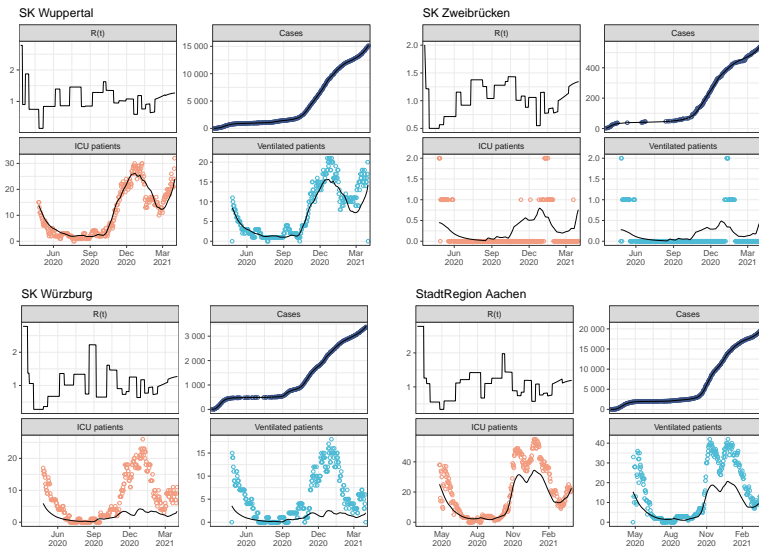 SK Wuppertal
R(t)
Cases
2
1
15 000
10 000
5 000
0
ICU patients
Ventilated patients
30
20
10
0
20
15
10
5
0
Jun 2020
Sep 2020
Dec 2020
Mar 2021
Jun 2020
Sep 2020
Dec 2020
Mar 2021
SK Zweibrücken
R(t)
Cases
2.0
1.5
1.0
0.5
400
200
0
ICU patients
Ventilated patients
2.0
1.5
1.0
0.5
0.0
2.0
1.5
1.0
0.5
0.0
Jun 2020
Sep 2020
Dec 2020
Mar 2021
Jun 2020
Sep 2020
Dec 2020
Mar 2021
SK Würzburg
R(t)
Cases
2
1
3 000
2 000
1 000
0
ICU patients
Ventilated patients
20
10
0
20
15
10
5
0
Jun 2020
Sep 2020
Dec 2020
Mar 2021
Jun 2020
Sep 2020
Dec 2020
Mar 2021
StadtRegion Aachen
R(t)
Cases
2
1
20 000
15 000
10 000
5 000
0
ICU patients
Ventilated patients
40
20
0
40
30
20
10
0
May 2020
Aug 2020
Nov 2020
Feb 2021
May 2020
Aug 2020
Nov 2020
Feb 2021